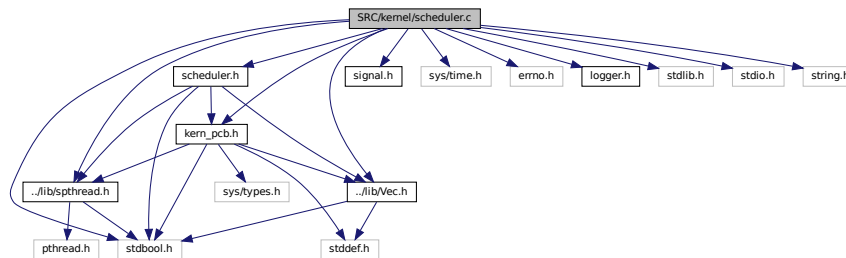 SRC/kernel/scheduler.c
scheduler.h
signal.h
sys/time.h
errno.h
logger.h
stdlib.h
stdio.h
string.h
kern_pcb.h
../lib/spthread.h
sys/types.h
../lib/Vec.h
pthread.h
stdbool.h
stddef.h